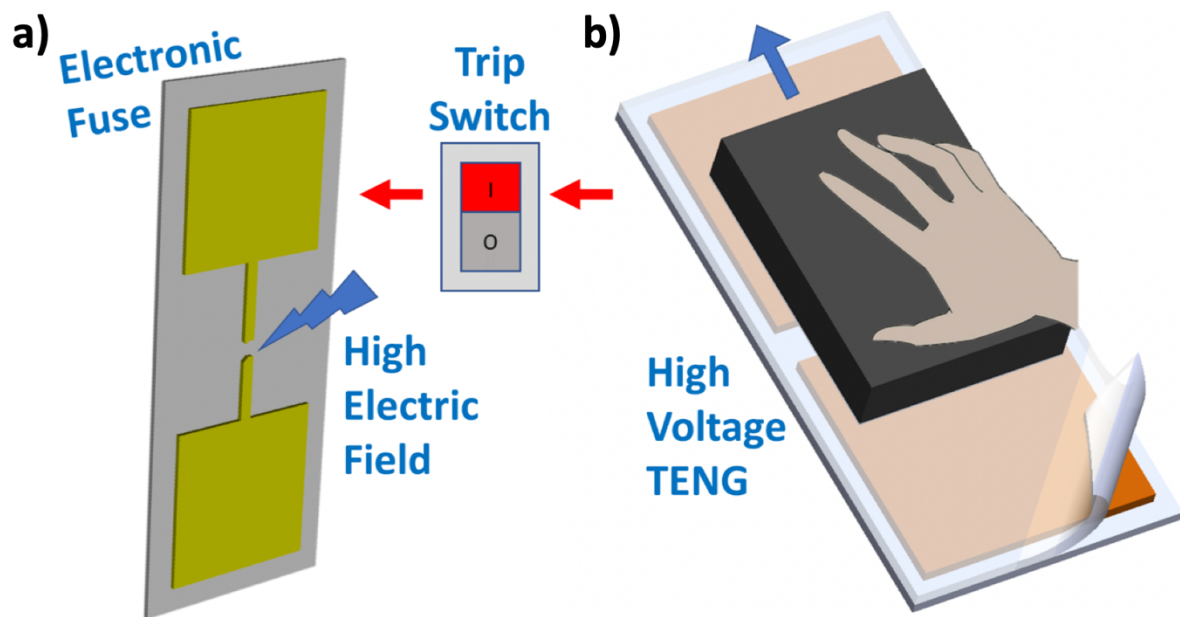 a)
Electronic
Fuse
Trip
Switch
I
O
High
Electric
Field
b)
High
Voltage
TENG